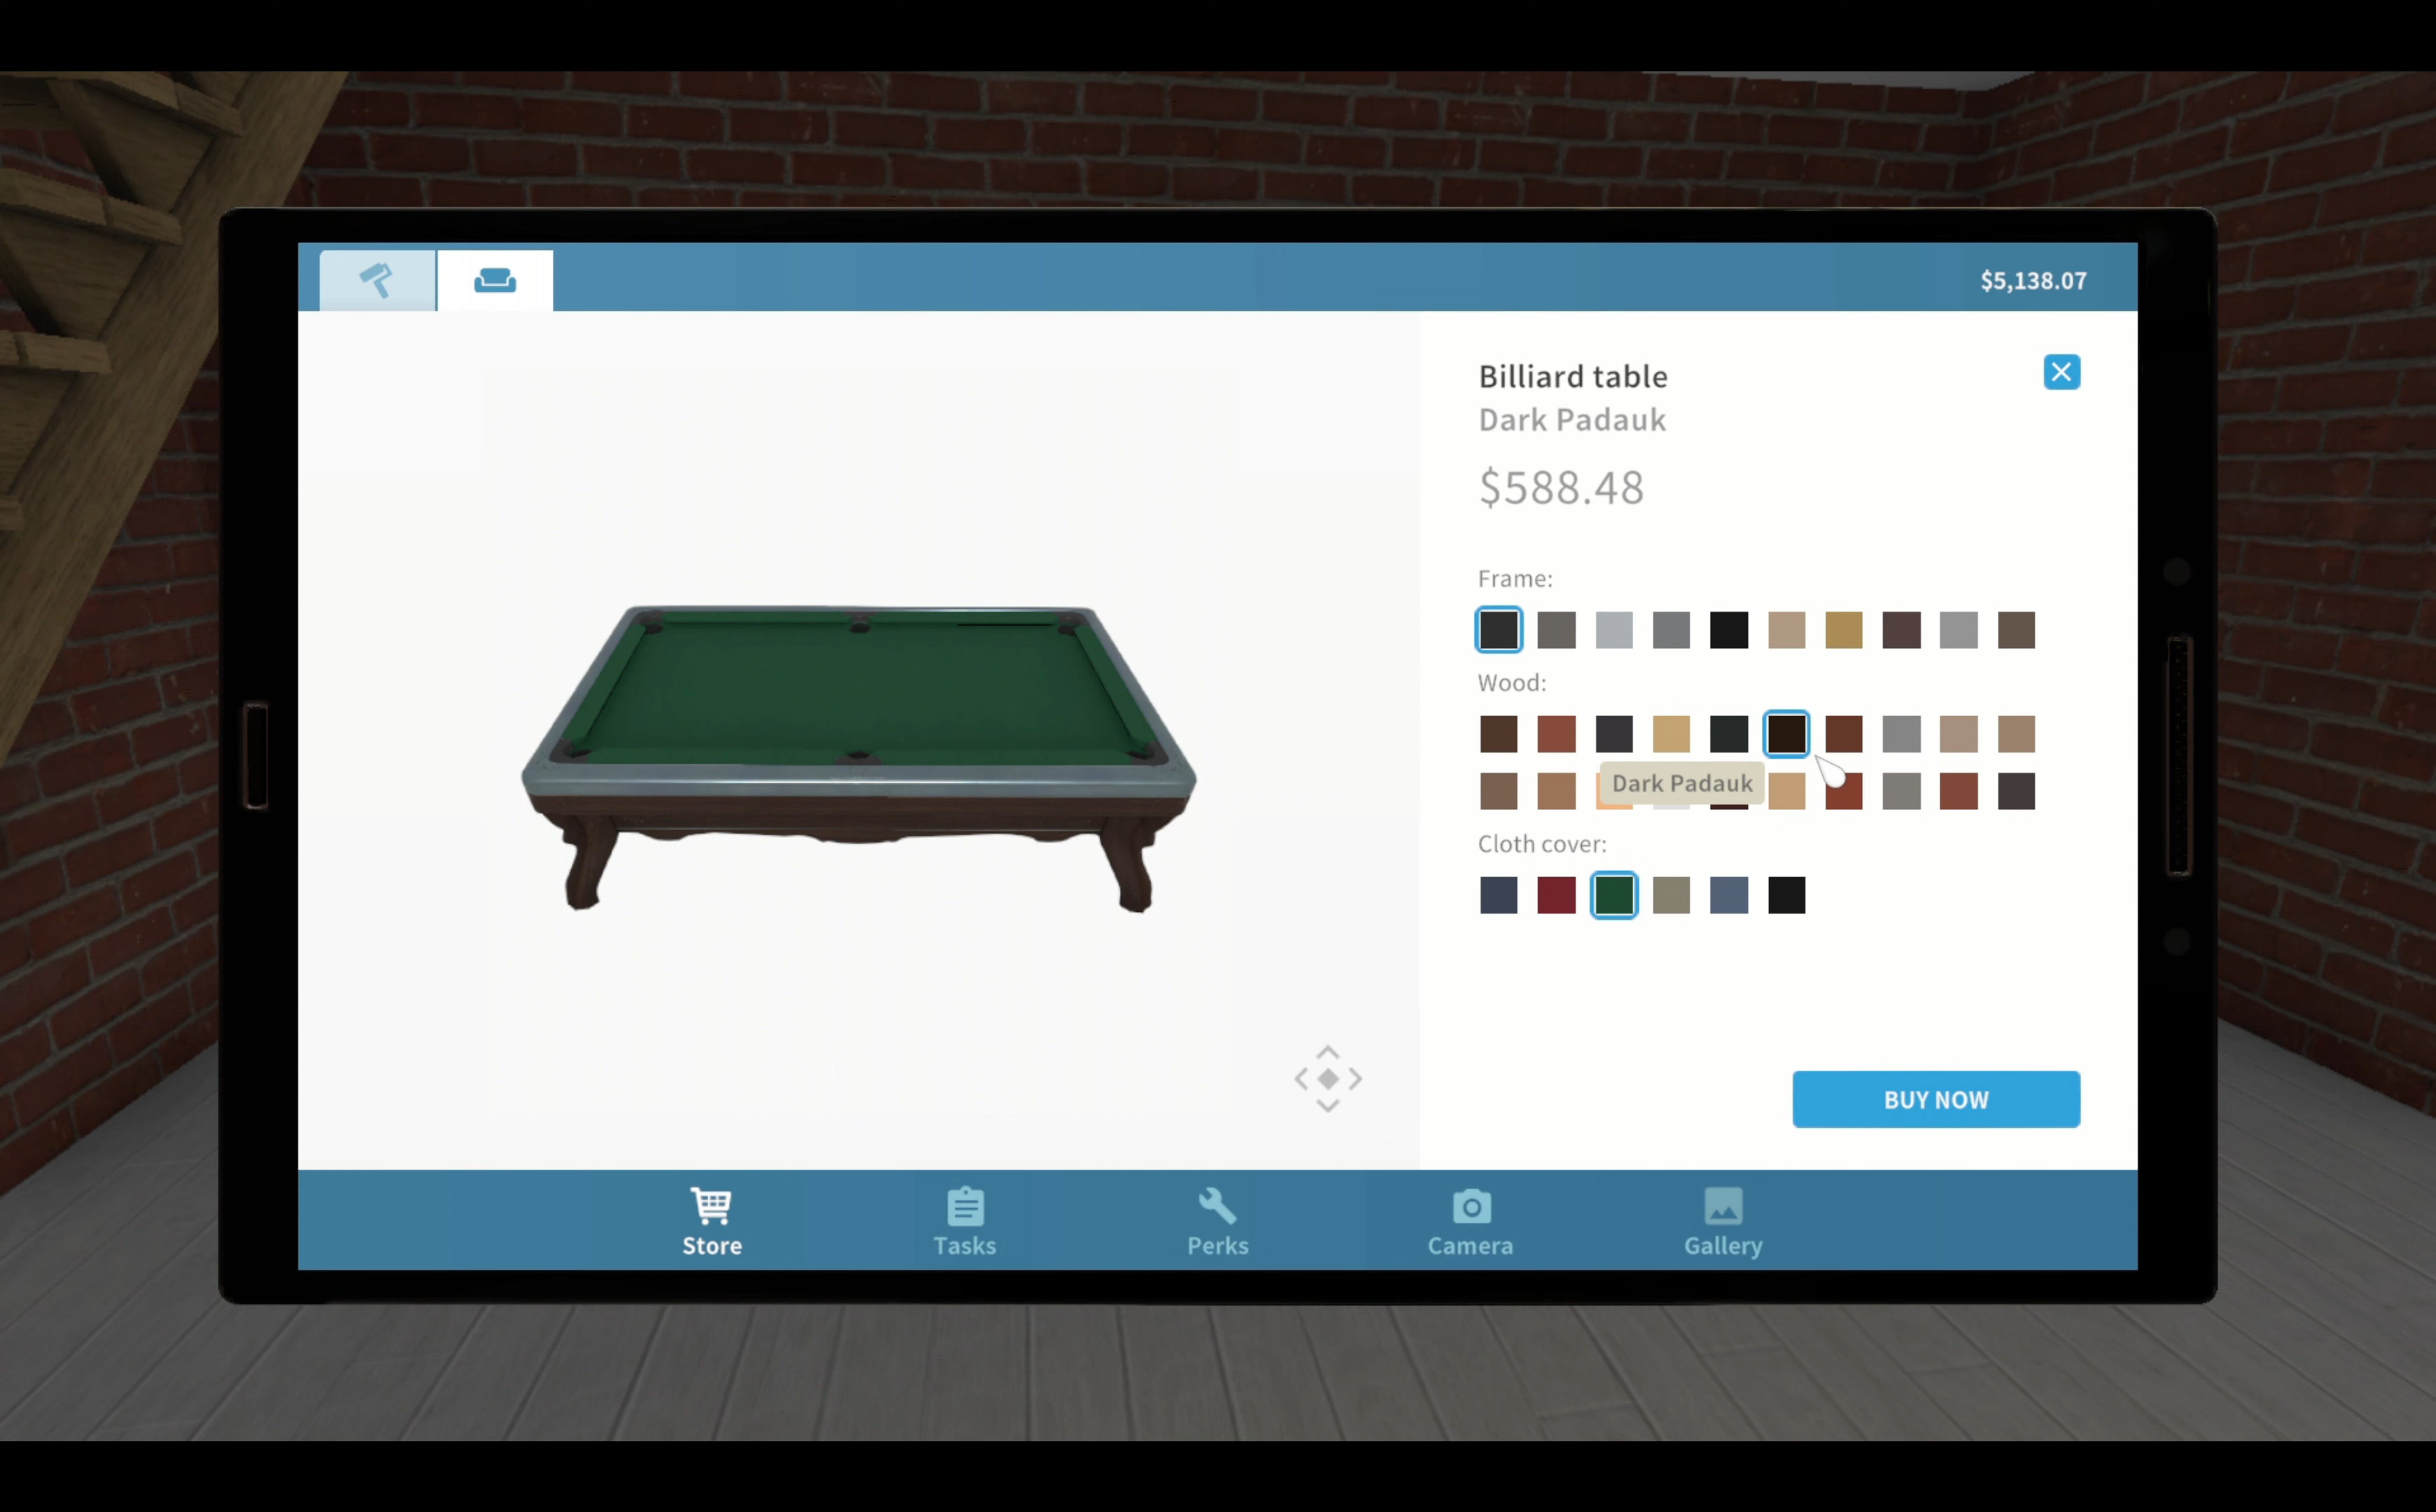 $5,138.07
Billiard table
Dark Padauk
$588.48
Frame:
Wood:
Dark Padauk
Cloth cover:
BUY NOW
Store
Tasks
Perks
Camera
Gallery